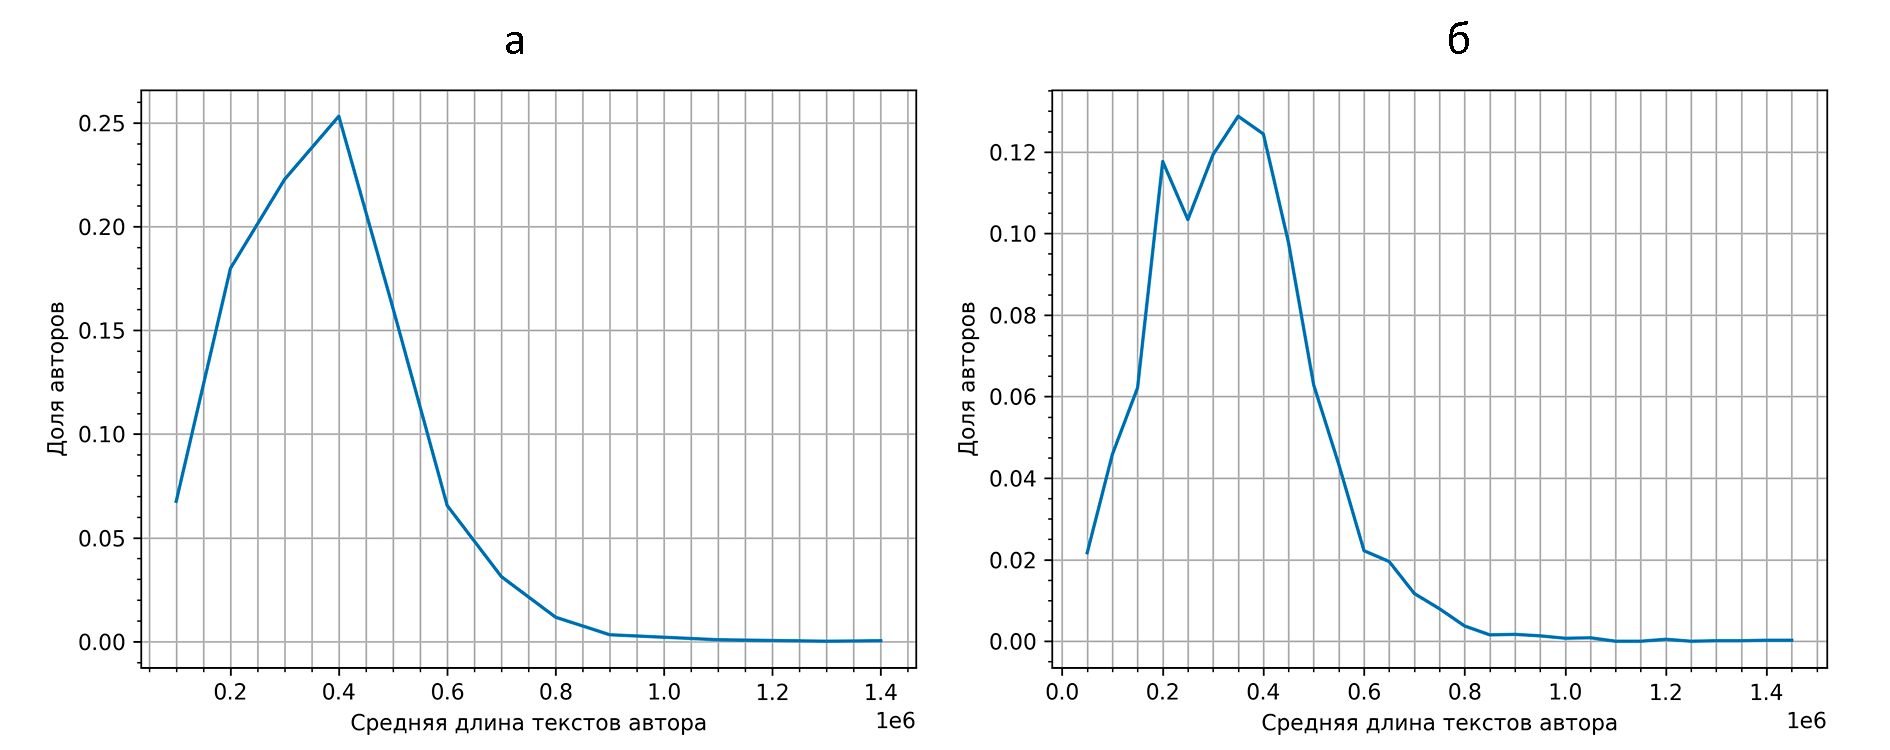 а
0.25
0.20
0.15
0.10
0.05
0.00
Доля авторов
0.2 0.4 0.6 0.8 1.0 1.2 1.4
1e6
Средняя длина текстов автора
б
0.12
0.10
0.08
0.06
0.04
0.02
0.00
Доля авторов
0.0 0.2 0.4 0.6 0.8 1.0 1.2 1.4
1e6
Средняя длина текстов автора